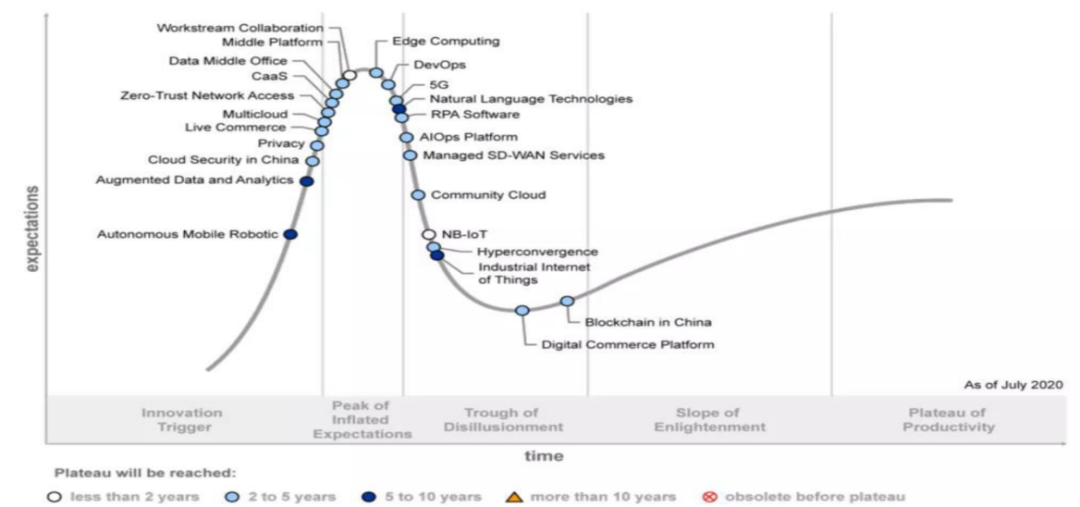 Workstream Collaboration
Middle Platform
Data Middle Office
CaaS
Zero-Trust Network Access
Multicloud
Live Commerce
Privacy
Cloud Security in China
Augmented Data and Analytics
Autonomous Mobile Robotic
Edge Computing
DevOps
5G
Natural Language Technologies
RPA Software
AIOps Platform
Managed SD-WAN Services
Community Cloud
NB-IoT
Hyperconvergence
Industrial Internet
of Things
Blockchain in China
Digital Commerce Platform
expectations
As of July 2020
Innovation
Trigger
Peak of
Inflated
Expectations
Trough of
Disillusionment
Slope of
Enlightenment
Plateau of
Productivity
time
Plateau will be reached:
less than 2 years
2 to 5 years
5 to 10 years
more than 10 years
obsolete before plateau